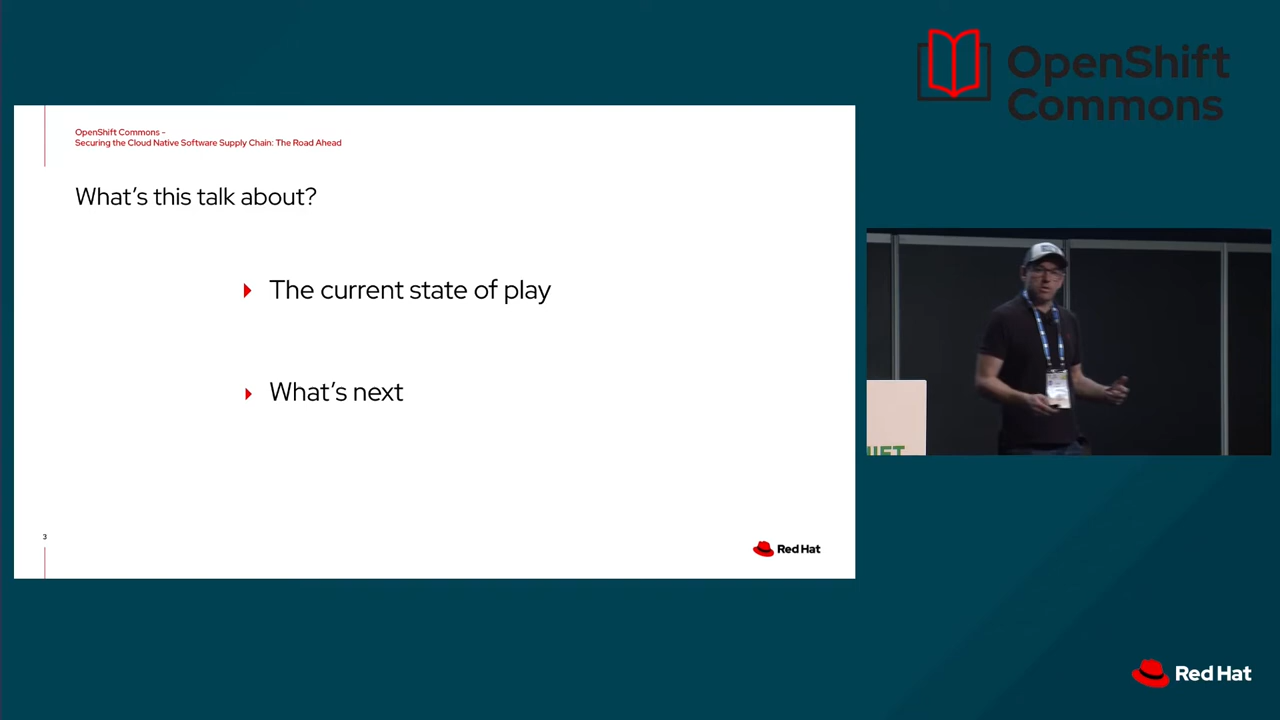 OpenShift
Commons
OpenShift Commons -
Securing the Cloud Native Software Supply Chain: The Road Ahead
What's this talk about?
The current state of play
What's next
3
Red Hat
Red Hat